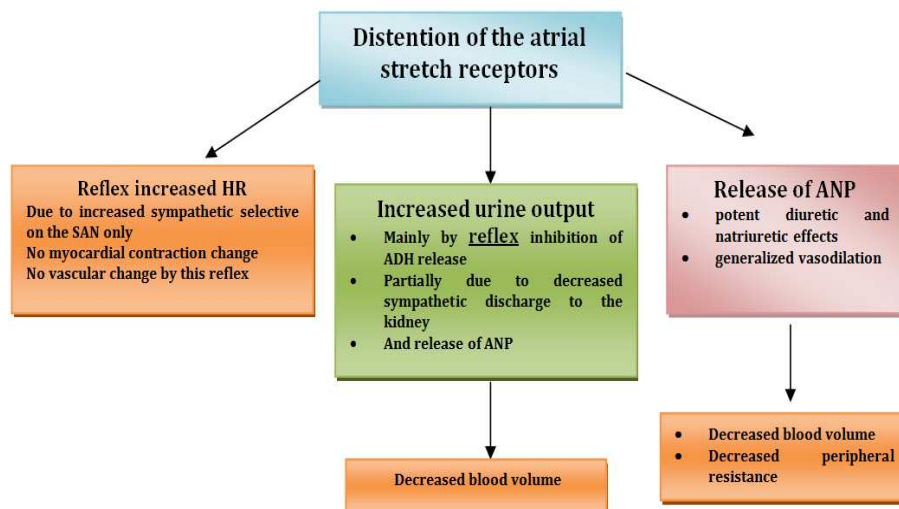 Distention of the atrial
stretch receptors
Reflex increased HR
Due to increased sympathetic selective
on the SAN only
No myocardial contraction change
No vascular change by this reflex
Increased urine output
• Mainly by reflex inhibition of
ADH release
• Partially due to decreased
sympathetic discharge to the
kidney
• And release of ANP
Release of ANP
• potent diuretic and
natriuretic effects
• generalized vasodilation
Decreased blood volume
• Decreased blood volume
• Decreased peripheral
resistance